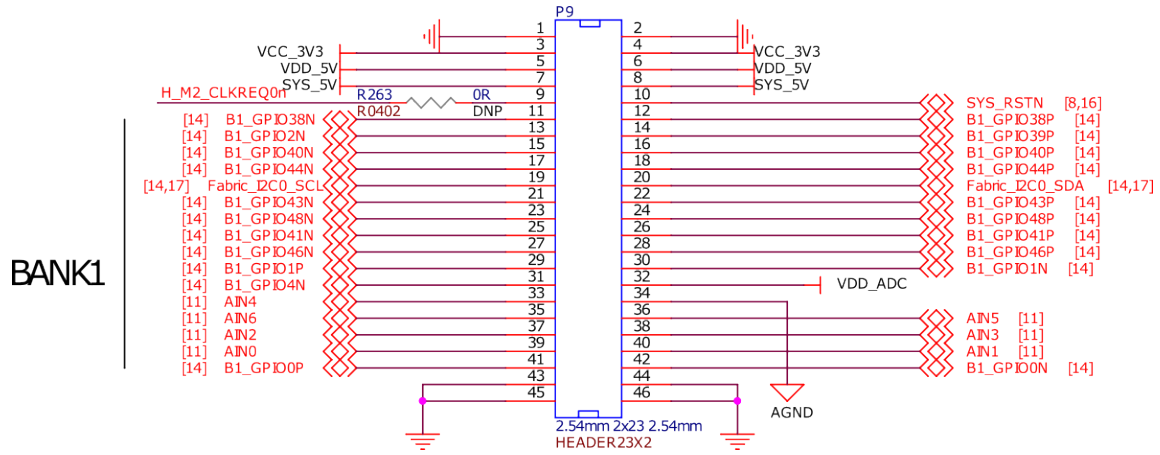 P9
1 2
VCC_3V3 3 4 VCC_3V3
VDD_5V 5 6 VDD_5V
SYS_5V 7 8 SYS_5V
H_M2_CLKREQ0n R263 0R 9 10 SYS_RSTN [8,16]
R0402 DNP
[14] B1_GPIO38N 11 12 B1_GPIO38P [14]
[14] B1_GPIO2N 13 14 B1_GPIO39P [14]
[14] B1_GPIO40N 15 16 B1_GPIO40P [14]
[14] B1_GPIO44N 17 18 B1_GPIO44P [14]
[14,17] Fabric_I2C0_SCL 19 20 Fabric_I2C0_SDA [14,17]
[14] B1_GPIO43N 21 22 B1_GPIO43P [14]
[14] B1_GPIO48N 23 24 B1_GPIO48P [14]
[14] B1_GPIO41N 25 26 B1_GPIO41P [14]
[14] B1_GPIO46N 27 28 B1_GPIO46P [14]
BANK1
[14] B1_GPIO1P 29 30 B1_GPIO1N [14]
[14] B1_GPIO4N 31 32 VDD_ADC
[11] AIN4 33 34
[11] AIN6 35 36 AIN5 [11]
[11] AIN2 37 38 AIN3 [11]
[11] AIN0 39 40 AIN1 [11]
[14] B1_GPIO0P 41 42 B1_GPIO0N [14]
43 44
45 46
AGND
2.54mm 2x23 2.54mm
HEADER23X2